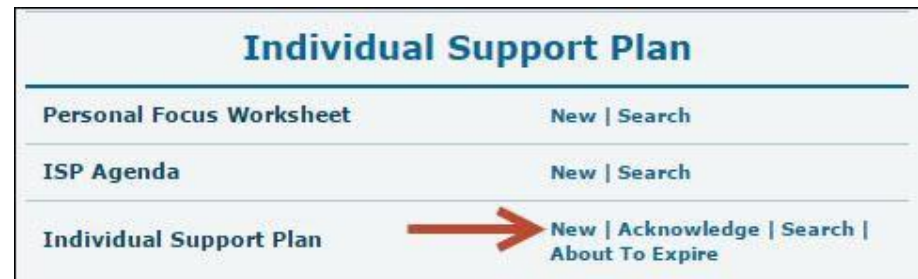 Individual Support Plan
Personal Focus Worksheet New | Search
ISP Agenda New | Search
Individual Support Plan New | Acknowledge | Search |
About To Expire